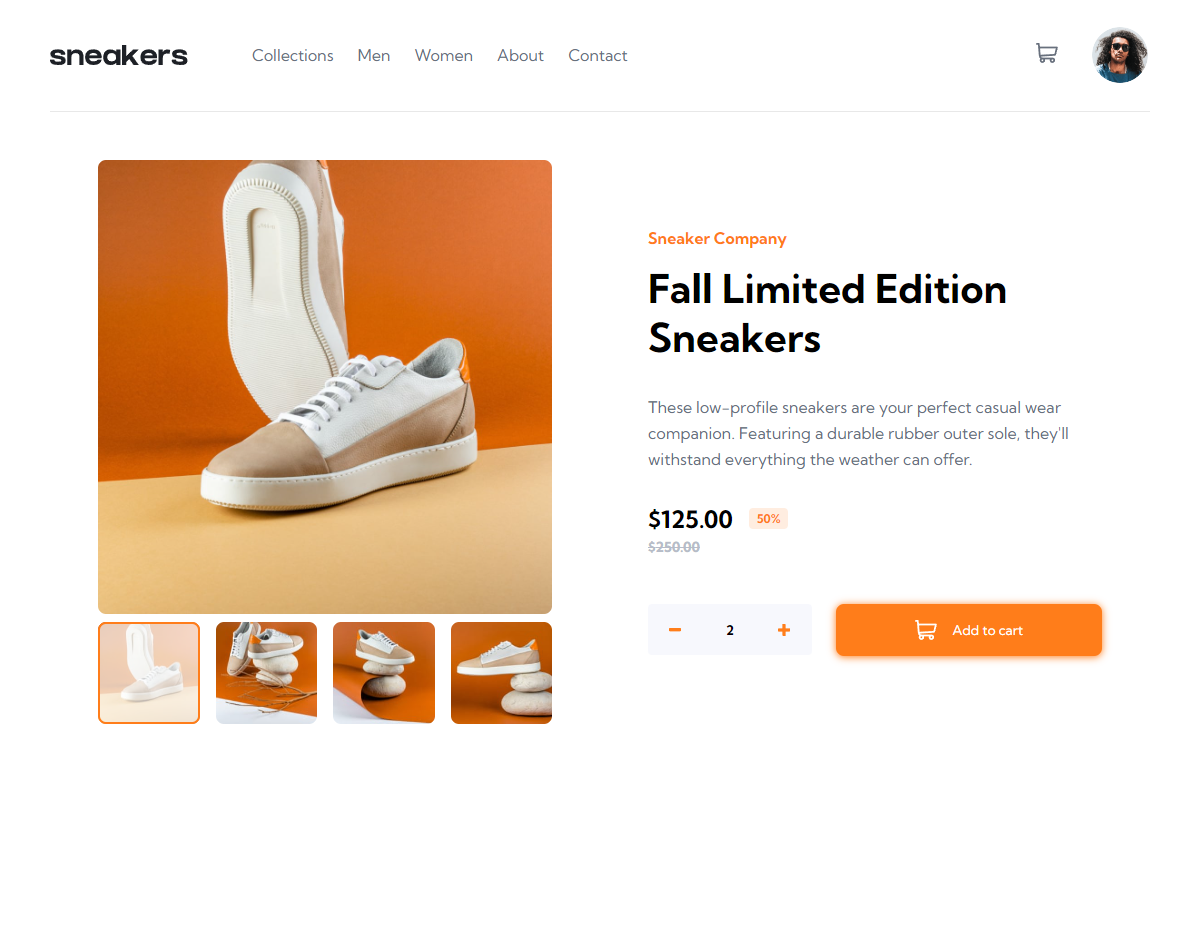 sneakers
Collections Men Women About Contact
Sneaker Company
Fall Limited Edition
Sneakers
These low-profile sneakers are your perfect casual wear
companion. Featuring a durable rubber outer sole, they'll
withstand everything the weather can offer.
$125.00 50%
$250.00
2 Add to cart